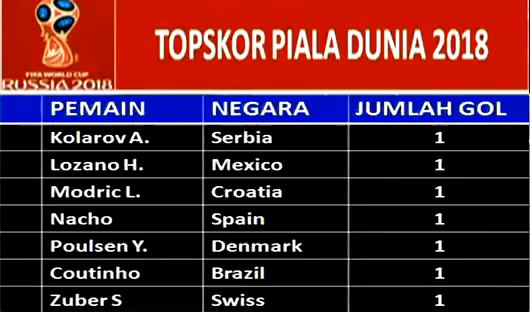 TOPSKOR PIALA DUNIA 2018
FIFA WORLD CUP
RUSSIA 2018
PEMAIN NEGARA JUMLAH GOL
Kolarov A. Serbia 1
Lozano H. Mexico 1
Modric L. Croatia 1
Nacho Spain 1
Poulsen Y. Denmark 1
Coutinho Brazil 1
Zuber S Swiss 1